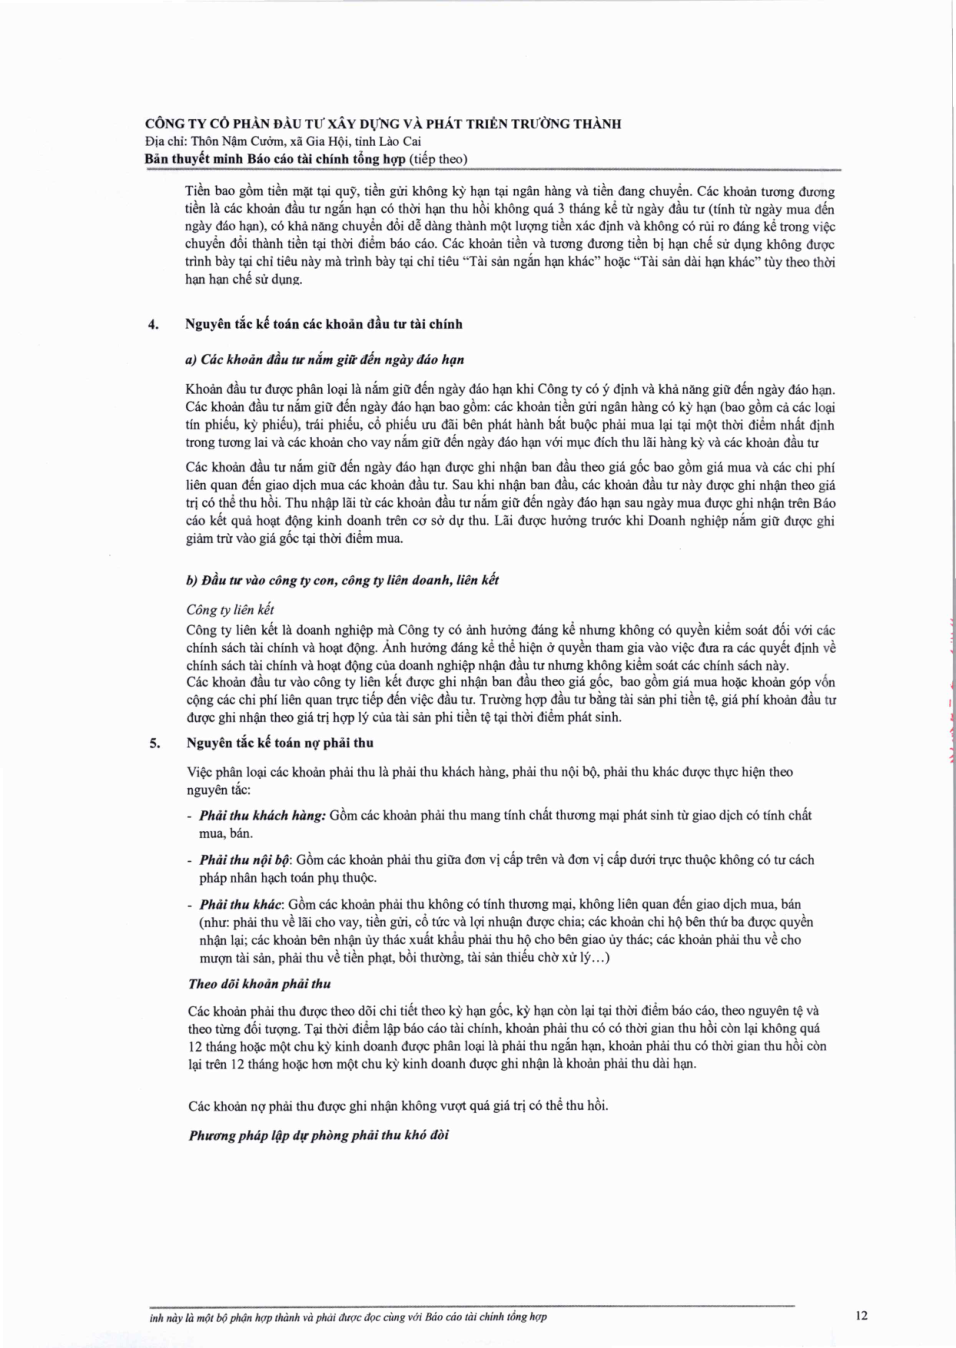 CÔNG TY CỔ PHẦN ĐẦU TƯ XÂY DỰNG VÀ PHÁT TRIỂN TRƯỜNG THÀNH
Địa chỉ: Thôn Nậm Cưởm, xã Gia Hội, tỉnh Lào Cai
Bản thuyết minh Báo cáo tài chính tổng hợp (tiếp theo)
Tiền bao gồm tiền mặt tại quỹ, tiền gửi không kỳ hạn tại ngân hàng và tiền đang chuyển. Các khoản tương đương
tiền là các khoản đầu tư ngắn hạn có thời hạn thu hồi không quá 3 tháng kể từ ngày đầu tư (tính từ ngày mua đến
ngày đáo hạn), có khả năng chuyển đổi dễ dàng thành một lượng tiền xác định và không có rủi ro đáng kể trong việc
chuyển đổi thành tiền tại thời điểm báo cáo. Các khoản tiền và tương đương tiền bị hạn chế sử dụng không được
trình bày tại chỉ tiêu này mà trình bày tại chỉ tiêu “Tài sản ngắn hạn khác” hoặc “Tài sản dài hạn khác” tùy theo thời
hạn hạn chế sử dụng.
4. Nguyên tắc kế toán các khoản đầu tư tài chính
a) Các khoản đầu tư nắm giữ đến ngày đáo hạn
Khoản đầu tư được phân loại là nắm giữ đến ngày đáo hạn khi Công ty có ý định và khả năng giữ đến ngày đáo hạn.
Các khoản đầu tư nắm giữ đến ngày đáo hạn bao gồm: các khoản tiền gửi ngân hàng có kỳ hạn (bao gồm cả các loại
tín phiếu, kỳ phiếu), trái phiếu, cổ phiếu ưu đãi bên phát hành bắt buộc phải mua lại tại một thời điểm nhất định
trong tương lai và các khoản cho vay nắm giữ đến ngày đáo hạn với mục đích thu lãi hàng kỳ và các khoản đầu tư
Các khoản đầu tư nắm giữ đến ngày đáo hạn được ghi nhận ban đầu theo giá gốc bao gồm giá mua và các chi phí
liên quan đến giao dịch mua các khoản đầu tư. Sau khi nhận ban đầu, các khoản đầu tư này được ghi nhận theo giá
trị có thể thu hồi. Thu nhập lãi từ các khoản đầu tư nắm giữ đến ngày đáo hạn sau ngày mua được ghi nhận trên Báo
cáo kết quả hoạt động kinh doanh trên cơ sở dự thu. Lãi được hưởng trước khi Doanh nghiệp nắm giữ được ghi
giảm trừ vào giá gốc tại thời điểm mua.
b) Đầu tư vào công ty con, công ty liên doanh, liên kết
Công ty liên kết
Công ty liên kết là doanh nghiệp mà Công ty có ảnh hưởng đáng kể nhưng không có quyền kiểm soát đối với các
chính sách tài chính và hoạt động. Ảnh hưởng đáng kể thể hiện ở quyền tham gia vào việc đưa ra các quyết định về
chính sách tài chính và hoạt động của doanh nghiệp nhận đầu tư nhưng không kiểm soát các chính sách này.
Các khoản đầu tư vào công ty liên kết được ghi nhận ban đầu theo giá gốc, bao gồm giá mua hoặc khoản góp vốn
cộng các chi phí liên quan trực tiếp đến việc đầu tư. Trường hợp đầu tư bằng tài sản phi tiền tệ, giá phí khoản đầu tư
được ghi nhận theo giá trị hợp lý của tài sản phi tiền tệ tại thời điểm phát sinh.
5. Nguyên tắc kế toán nợ phải thu
Việc phân loại các khoản phải thu là phải thu khách hàng, phải thu nội bộ, phải thu khác được thực hiện theo
nguyên tắc:
- Phải thu khách hàng: Gồm các khoản phải thu mang tính chất thương mại phát sinh từ giao dịch có tính chất
mua, bán.
- Phải thu nội bộ: Gồm các khoản phải thu giữa đơn vị cấp trên và đơn vị cấp dưới trực thuộc không có tư cách
pháp nhân hạch toán phụ thuộc.
- Phải thu khác: Gồm các khoản phải thu không có tính thương mại, không liên quan đến giao dịch mua, bán
(như: phải thu về lãi cho vay, tiền gửi, cổ tức và lợi nhuận được chia; các khoản chi hộ bên thứ ba được quyền
nhận lại; các khoản bên nhận ủy thác xuất khẩu phải thu hộ cho bên giao ủy thác; các khoản phải thu về cho
mượn tài sản, phải thu về tiền phạt, bồi thường, tài sản thiếu chờ xử lý…)
Theo dõi khoản phải thu
Các khoản phải thu được theo dõi chi tiết theo kỳ hạn gốc, kỳ hạn còn lại tại thời điểm báo cáo, theo nguyên tệ và
theo từng đối tượng. Tại thời điểm lập báo cáo tài chính, khoản phải thu có có thời gian thu hồi còn lại không quá
12 tháng hoặc một chu kỳ kinh doanh được phân loại là phải thu ngắn hạn, khoản phải thu có thời gian thu hồi còn
lại trên 12 tháng hoặc hơn một chu kỳ kinh doanh được ghi nhận là khoản phải thu dài hạn.
Các khoản nợ phải thu được ghi nhận không vượt quá giá trị có thể thu hồi.
Phương pháp lập dự phòng phải thu khó đòi
inh này là một bộ phận hợp thành và phải được đọc cùng với Báo cáo tài chính tổng hợp
12